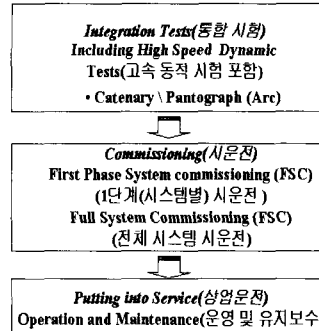 Integration Tests(통합 시험)
Including High Speed Dynamic
Tests(고속 동적 시험 포함)
• Catenary \ Pantograph (Arc)
Commissioning(시운전)
First Phase System commissioning (FSC)
(1단계(시스템별) 시운전 )
Full System Commissioning (FSC)
(전체 시스템 시운전)
Putting into Service(상업운전)
Operation and Maintenance(운영 및 유지보수